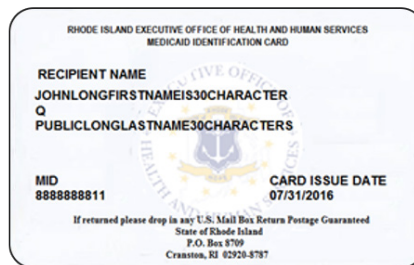 RHODE ISLAND EXECUTIVE OFFICE OF HEALTH AND HUMAN SERVICES
MEDICAID IDENTIFICATION CARD
RECIPIENT NAME
JOHNLONGFIRSTNAMEIS30CHARACTER
Q
PUBLICLONGLASTNAME30CHARACTERS
MID
8888888811
CARD ISSUE DATE
07/31/2016
If returned please drop in any U.S. Mail Box Return Postage Guaranteed
State of Rhode Island
P.O. Box 8709
Cranston, RI 02920-8787